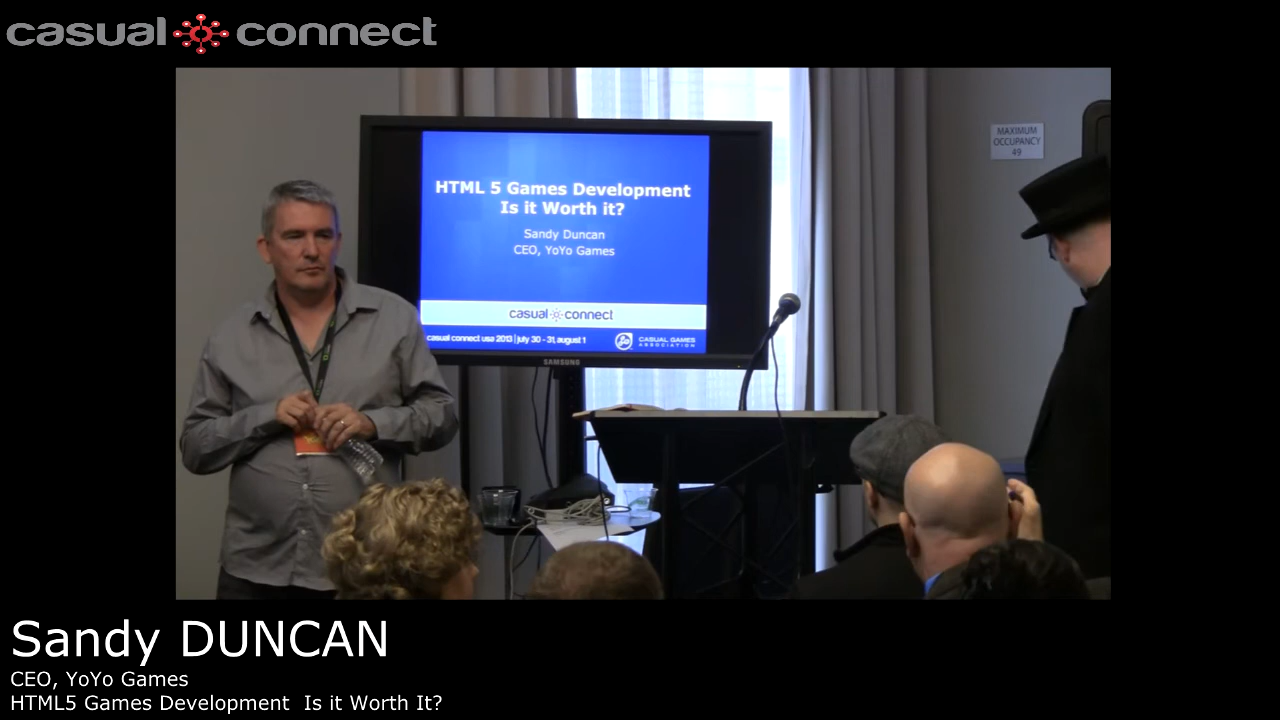 casual connect
MAXIMUM
OCCUPANCY
49
HTML 5 Games Development
Is it Worth it?
Sandy Duncan
CEO, YoYo Games
casual connect
casual connect usa 2013 | july 30 - 31, august 1
CASUAL GAMES
ASSOCIATION
SAMSUNG
Sandy DUNCAN
CEO, YoYo Games
HTML5 Games Development  Is it Worth It?